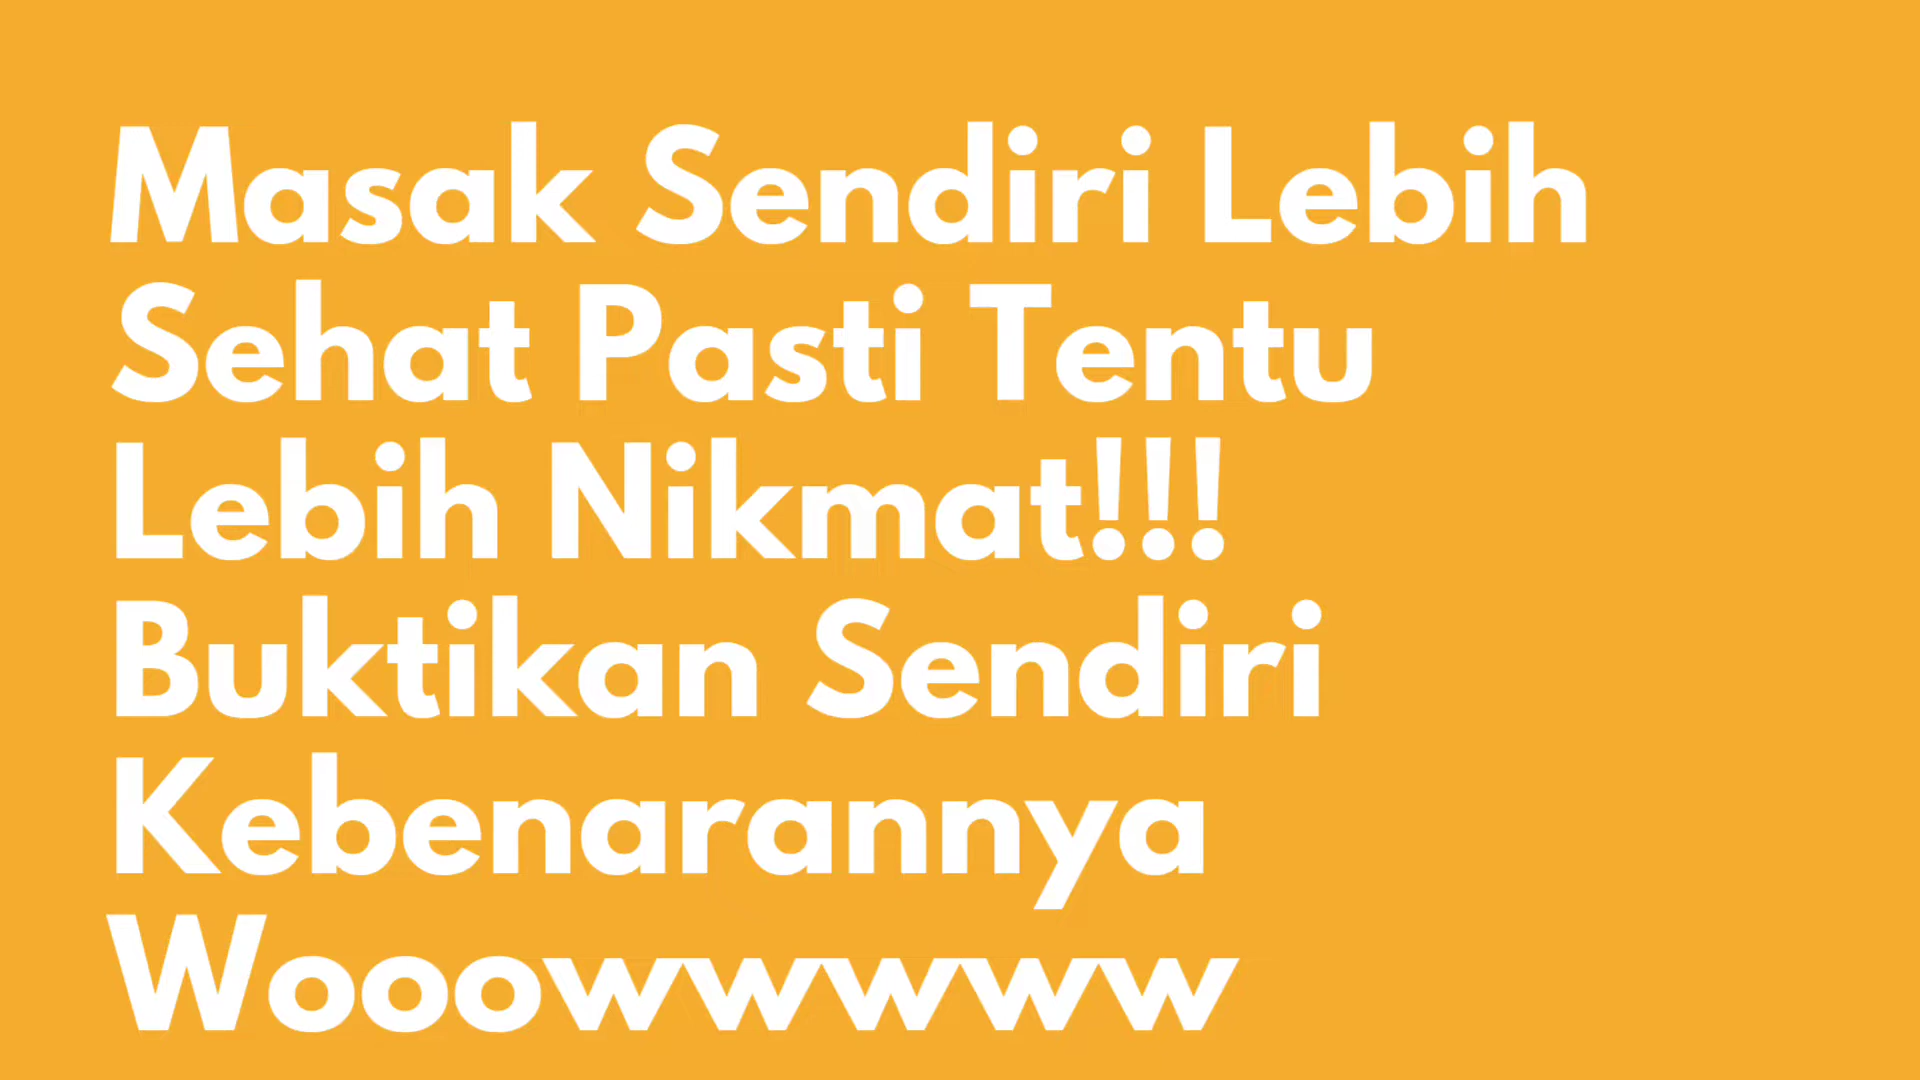 Masak Sendiri Lebih
Sehat Pasti Tentu
Lebih Nikmat!!!
Buktikan Sendiri
Kebenarannya
Wooowwwww